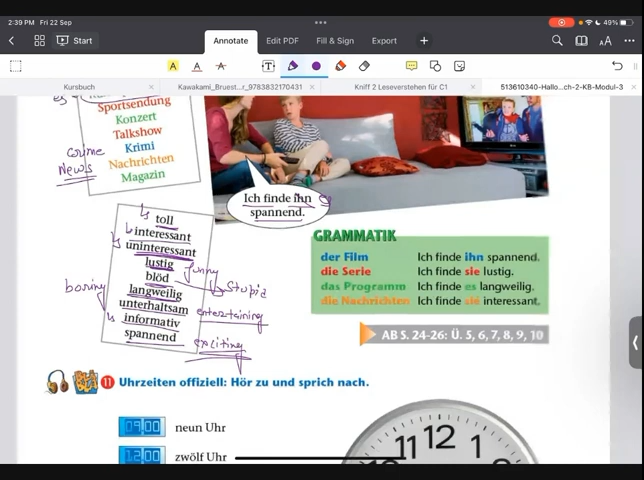 2:39 PM Fri 22 Sep
49%
Start
Annotate
Edit PDF
Fill & Sign
Export
Kursbuch
Kawakami_Bruest...r_9783832170431
Kniff 2 Leseverstehen für C1
513610340-Hallo...ch-2-KB-Modul-3
Sportsendung
Konzert
Talkshow
Krimi
Nachrichten
Magazin
Crime
News
Ich finde ihn
spannend.
toll
interessant
uninteressant
lustig
funny
blöd
Stupid
boring
langweilig
unterhaltsam
entertaining
informativ
spannend
exciting
GRAMMATIK
der Film Ich finde ihn spannend.
die Serie Ich finde sie lustig.
das Programm Ich finde es langweilig.
die Nachrichten Ich finde sie interessant.
AB S. 24-26: Ü. 5, 6, 7, 8, 9, 10
11 Uhrzeiten offiziell: Hör zu und sprich nach.
09.00 neun Uhr
12.00 zwölf Uhr
11 12 1